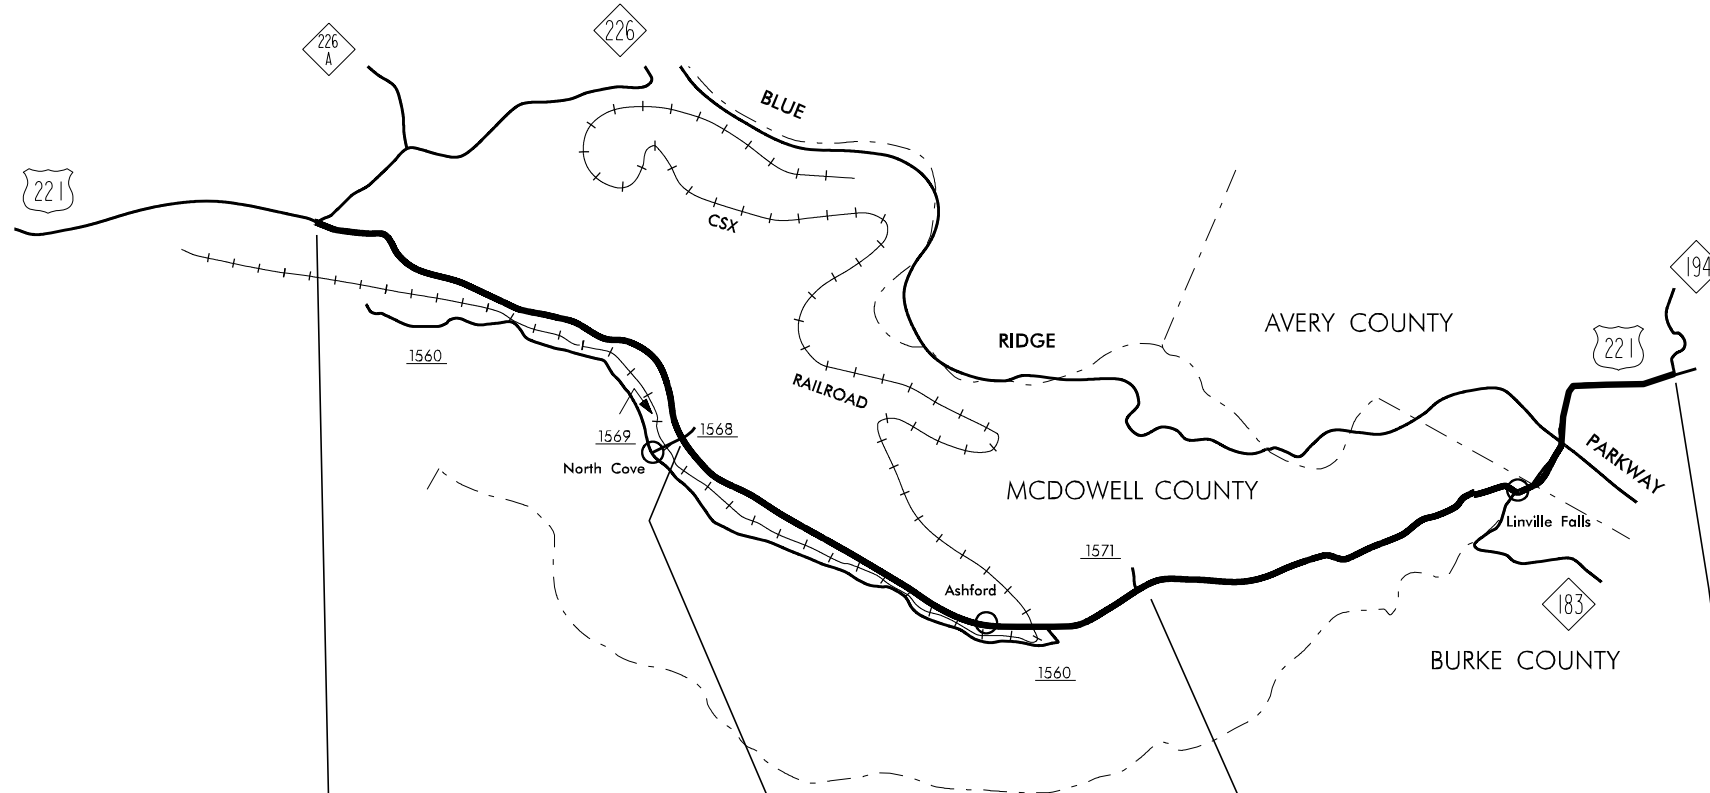 226
A
226
BLUE
221
CSX
194
AVERY COUNTY
RIDGE
221
1560
RAILROAD
1569
1568
North Cove
PARKWAY
MCDOWELL COUNTY
Linville Falls
1571
Ashford
183
BURKE COUNTY
1560